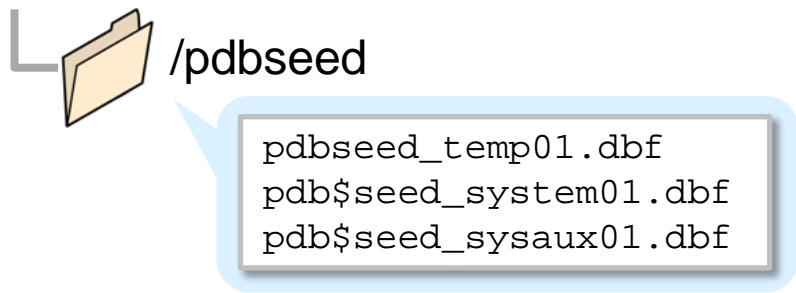 /pdbseed
pdbseed_temp01.dbf
pdb$seed_system01.dbf
pdb$seed_sysaux01.dbf